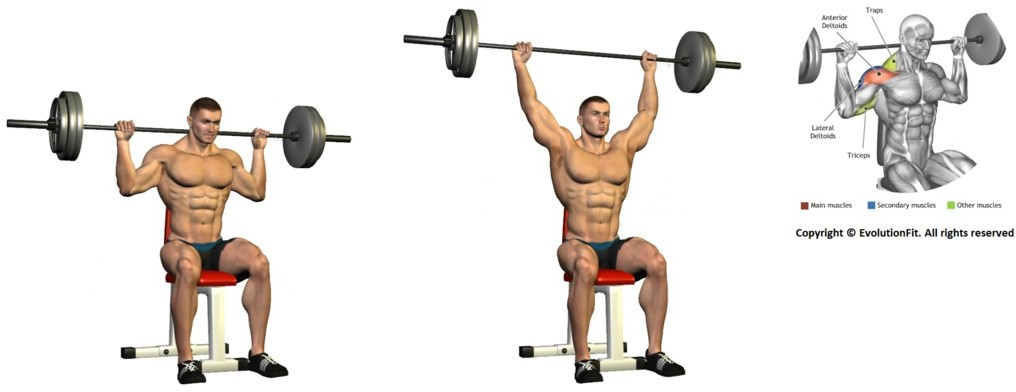 Traps
Anterior
Deltoids
Lateral
Deltoids
Triceps
Main muscles
Secondary muscles
Other muscles
Copyright © EvolutionFit. All rights reserved